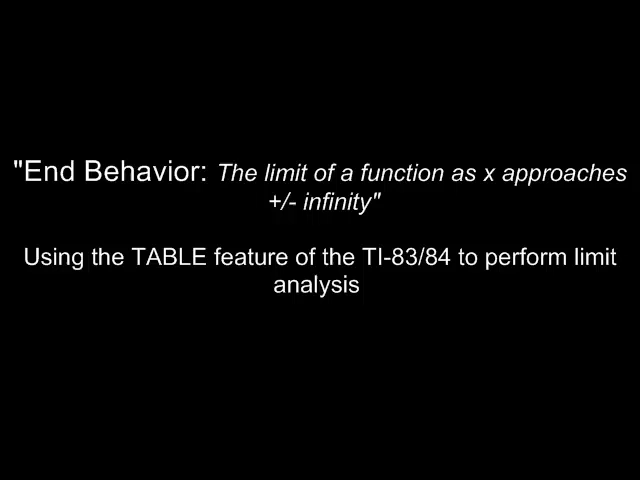 "End Behavior: The limit of a function as x approaches
+/- infinity"
Using the TABLE feature of the TI-83/84 to perform limit
analysis